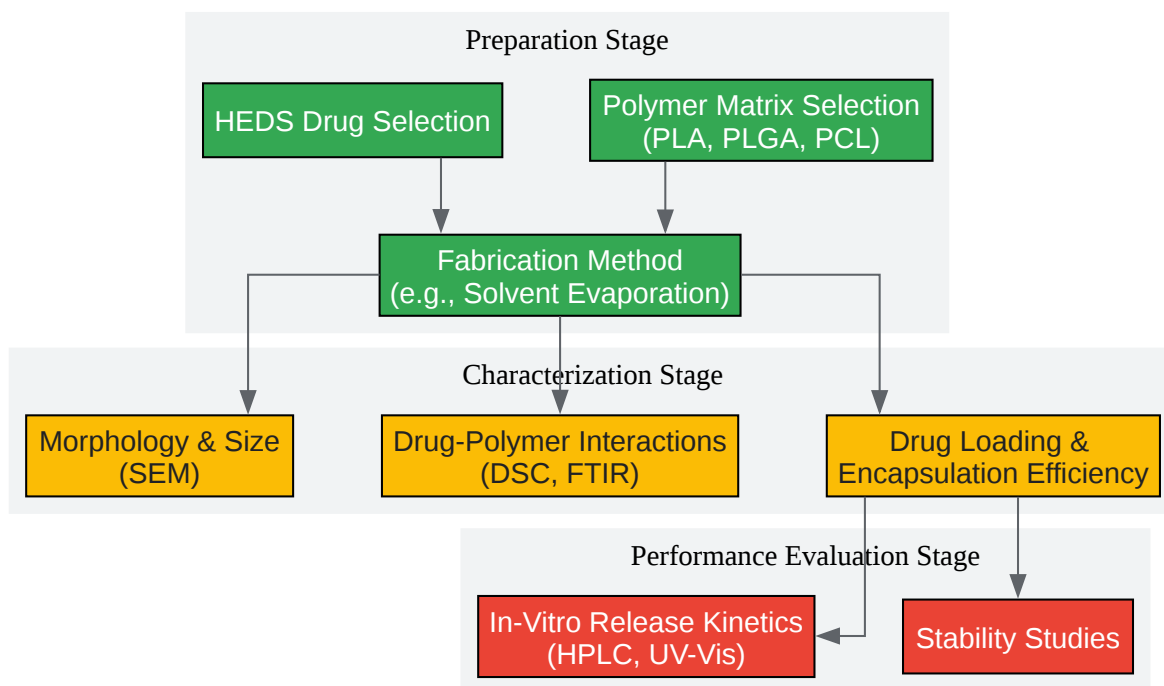 Preparation Stage
HEDS Drug Selection
Polymer Matrix Selection
(PLA, PLGA, PCL)
Fabrication Method
(e.g., Solvent Evaporation)
Characterization Stage
Morphology & Size
(SEM)
Drug-Polymer Interactions
(DSC, FTIR)
Drug Loading &
Encapsulation Efficiency
Performance Evaluation Stage
In-Vitro Release Kinetics
(HPLC, UV-Vis)
Stability Studies